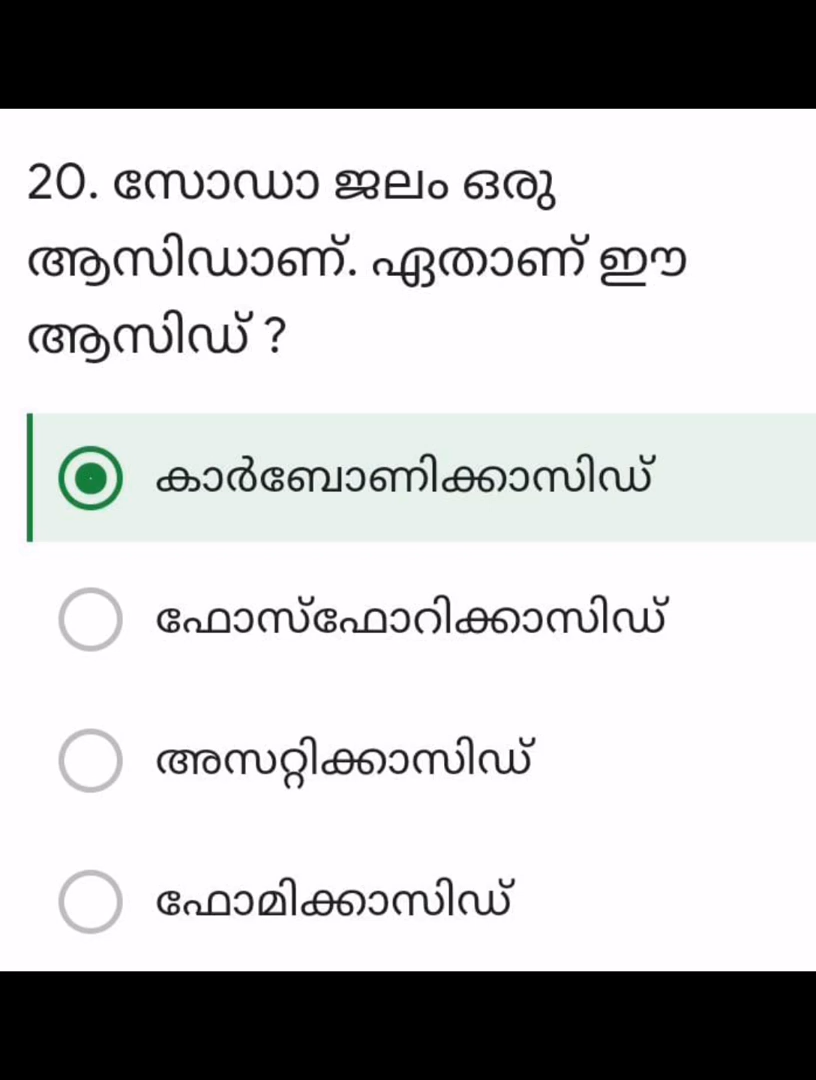 20. സോഡാ ജലം ഒരു
ആസിഡാണ്. ഏതാണ് ഈ
ആസിഡ് ?
കാർബോണിക്കാസിഡ്
ഫോസ്ഫോറിക്കാസിഡ്
അസറ്റിക്കാസിഡ്
ഫോമിക്കാസിഡ്